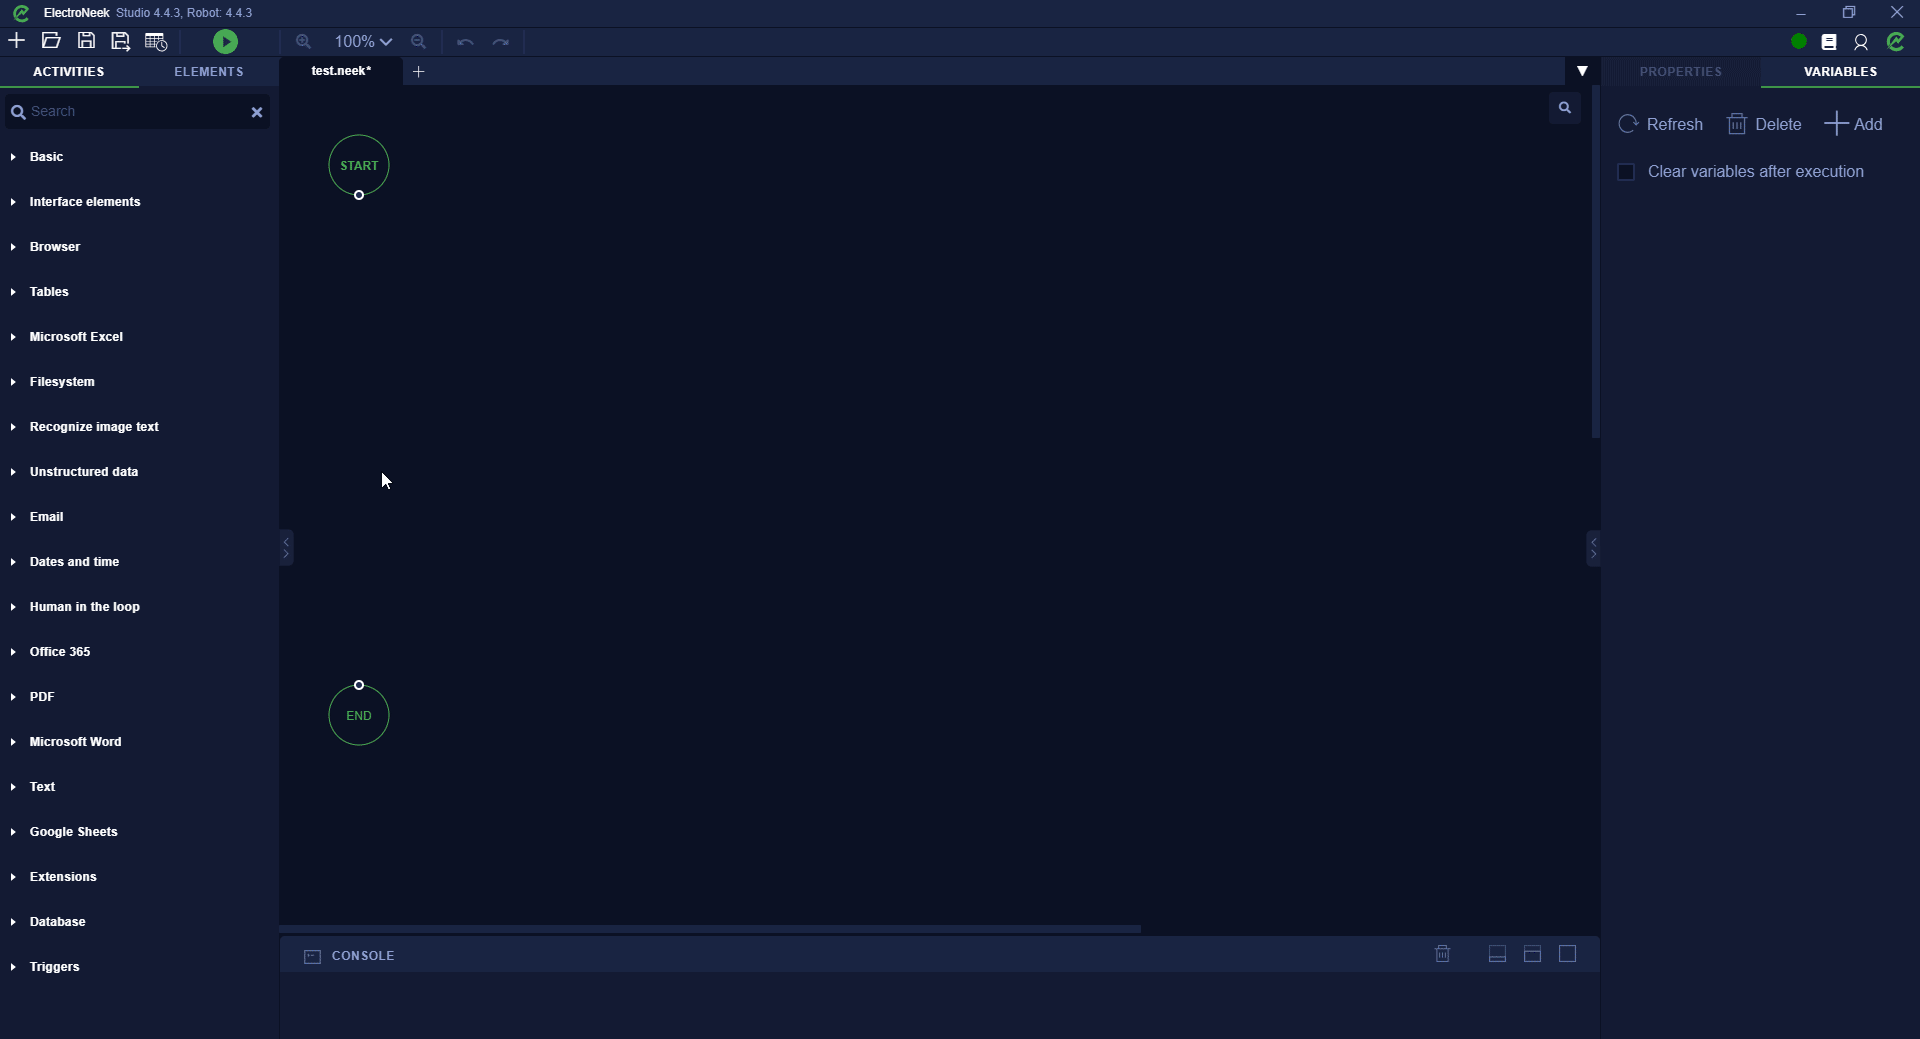 ElectroNeek Studio 4.4.3, Robot: 4.4.3
100%
ACTIVITIES
ELEMENTS
test.neek*
PROPERTIES
VARIABLES
Search
Basic
Interface elements
Browser
Tables
Microsoft Excel
Filesystem
Recognize image text
Unstructured data
Email
Dates and time
Human in the loop
Office 365
PDF
Microsoft Word
Text
Google Sheets
Extensions
Database
Triggers
START
END
CONSOLE
Refresh
Delete
Add
Clear variables after execution